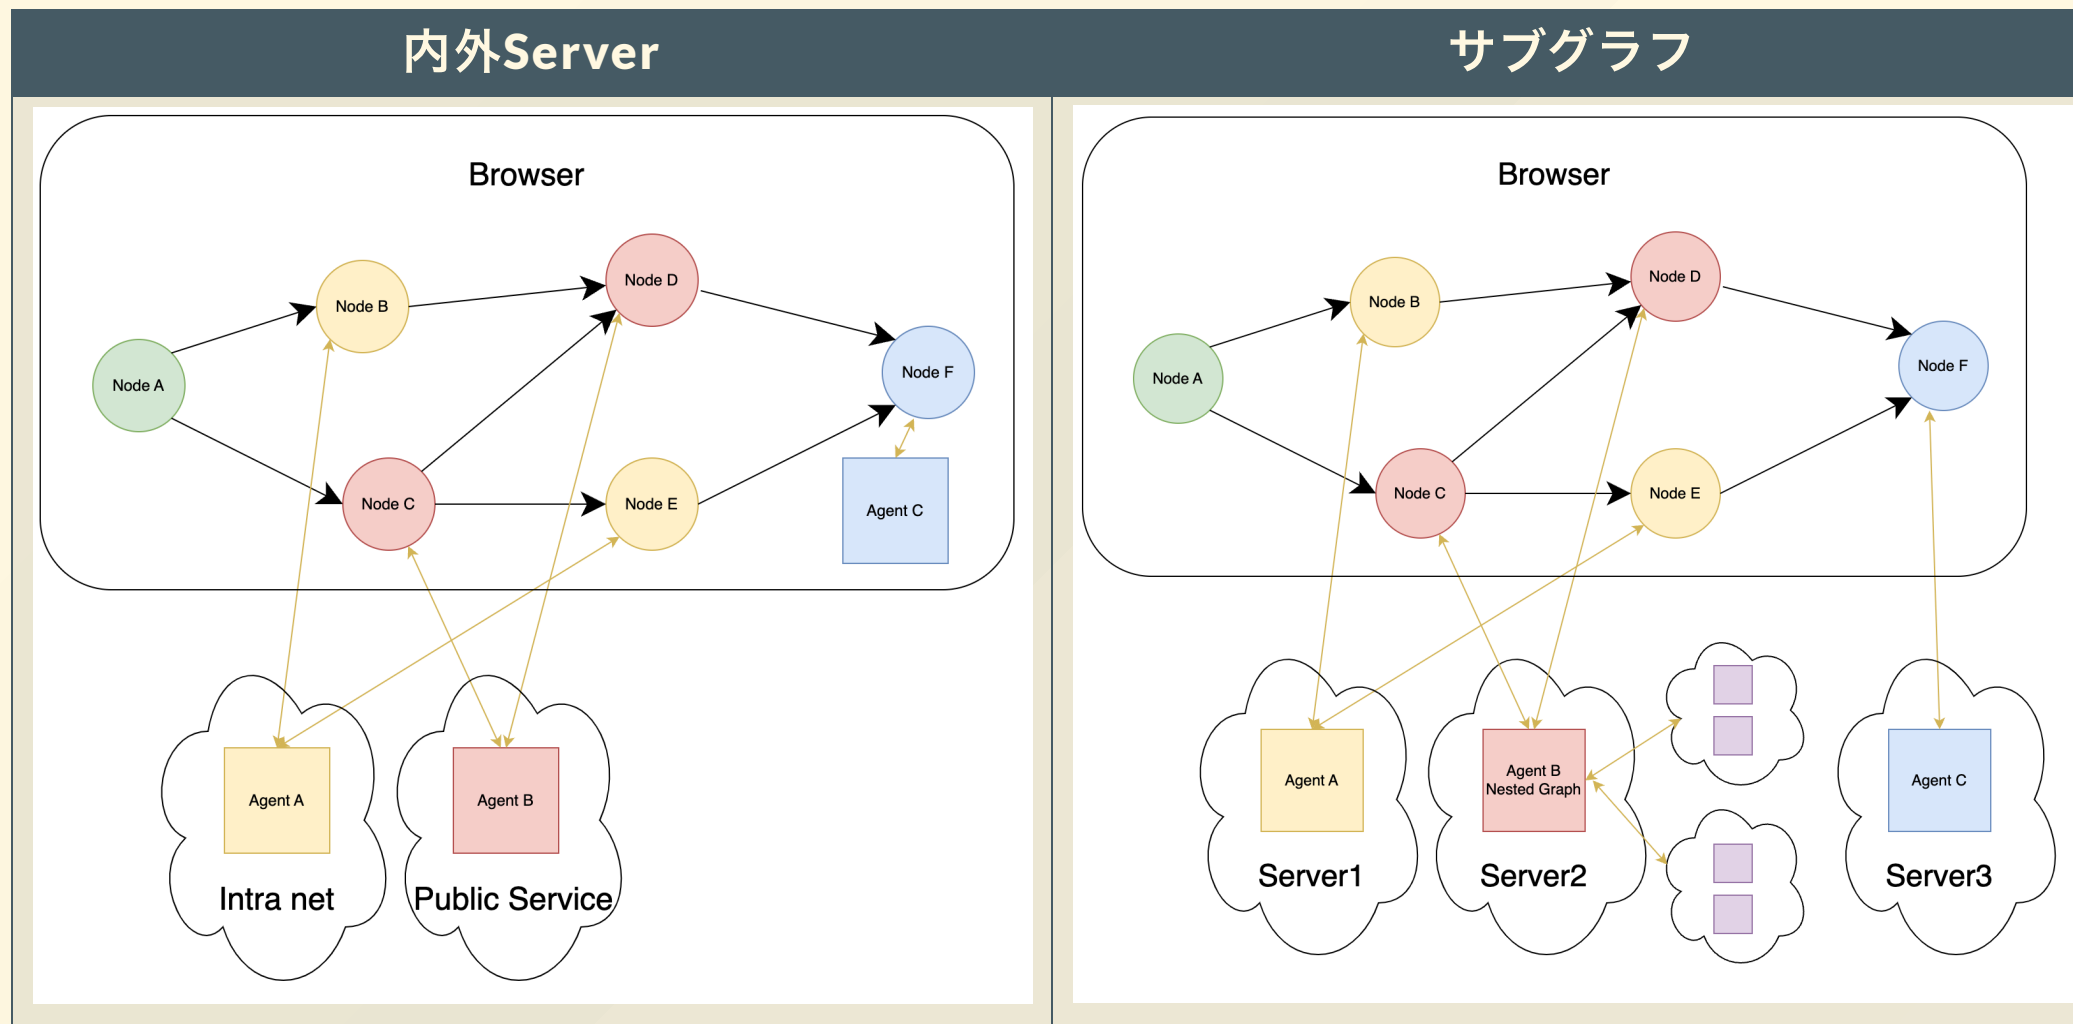 内外Server
サブグラフ
Browser
Node D
Node B
Node F
Node A
Node C
Node E
Agent C
Agent A
Agent B
Intra net
Public Service
Browser
Node D
Node B
Node F
Node A
Node C
Node E
Agent A
Agent B
Nested Graph
Agent C
Server1
Server2
Server3